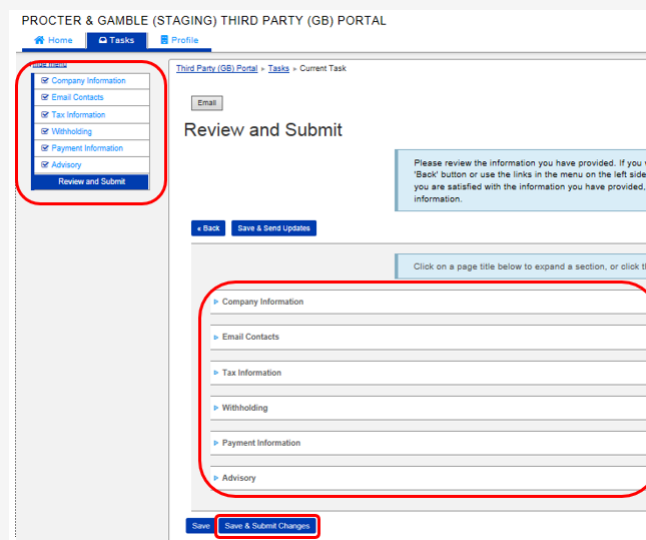 PROCTER & GAMBLE (STAGING) THIRD PARTY (GB) PORTAL
Home Tasks Profile
Hide menu
Company Information
Email Contacts
Tax Information
Withholding
Payment Information
Advisory
Review and Submit
Third Party (GB) Portal » Tasks » Current Task
Email
Review and Submit
Please review the information you have provided. If you
'Back' button or use the links in the menu on the left side
you are satisfied with the information you have provided,
information.
« Back Save & Send Updates
Click on a page title below to expand a section, or click
Company Information
Email Contacts
Tax Information
Withholding
Payment Information
Advisory
Save Save & Submit Changes